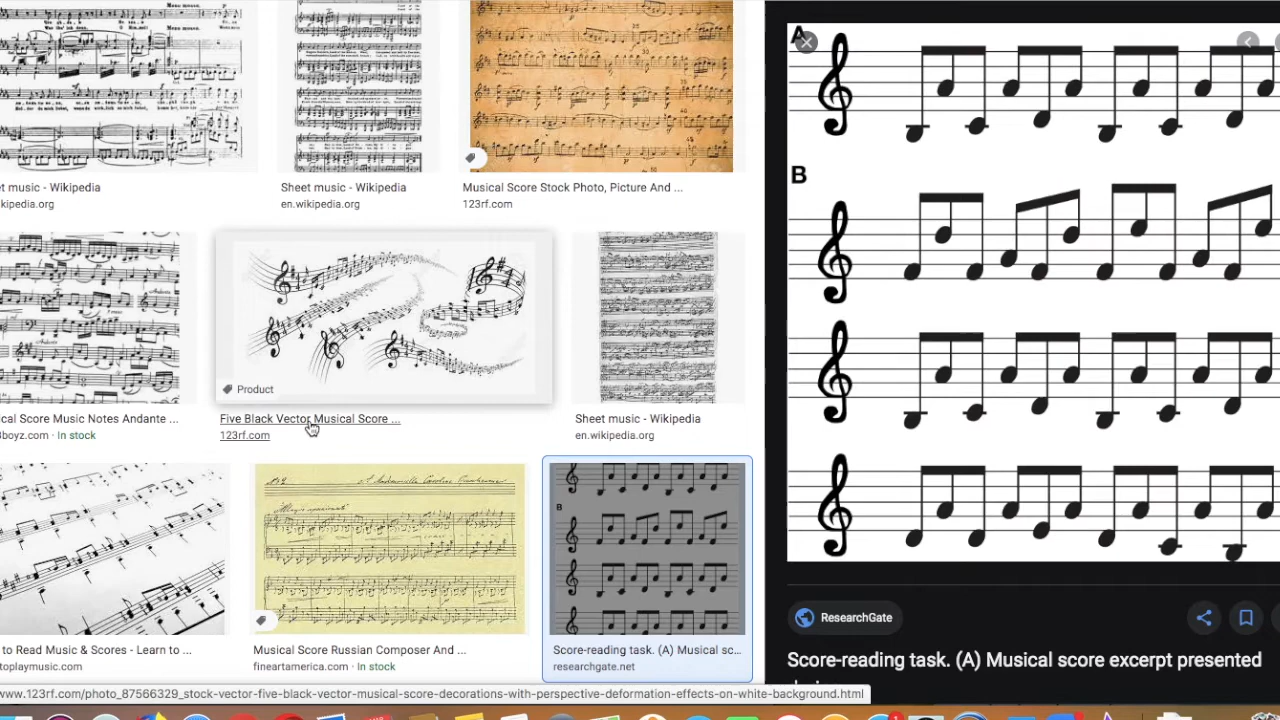 A
t music - Wikipedia
kipedia.org
Sheet music - Wikipedia
en.wikipedia.org
Musical Score Stock Photo, Picture And ...
123rf.com
B
Product
cal Score Music Notes Andante ...
boyz.com · In stock
Five Black Vector Musical Score ...
123rf.com
Sheet music - Wikipedia
en.wikipedia.org
B
to Read Music & Scores - Learn to ...
toplaymusic.com
Musical Score Russian Composer And ...
fineartamerica.com · In stock
Score-reading task. (A) Musical sc...
researchgate.net
ResearchGate
Score-reading task. (A) Musical score excerpt presented
www.123rf.com/photo_87566329_stock-vector-five-black-vector-musical-score-decorations-with-perspective-deformation-effects-on-white-background.html